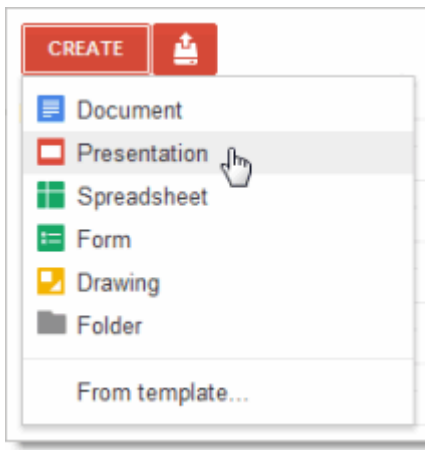 CREATE
Document
Presentation
Spreadsheet
Form
Drawing
Folder
From template...